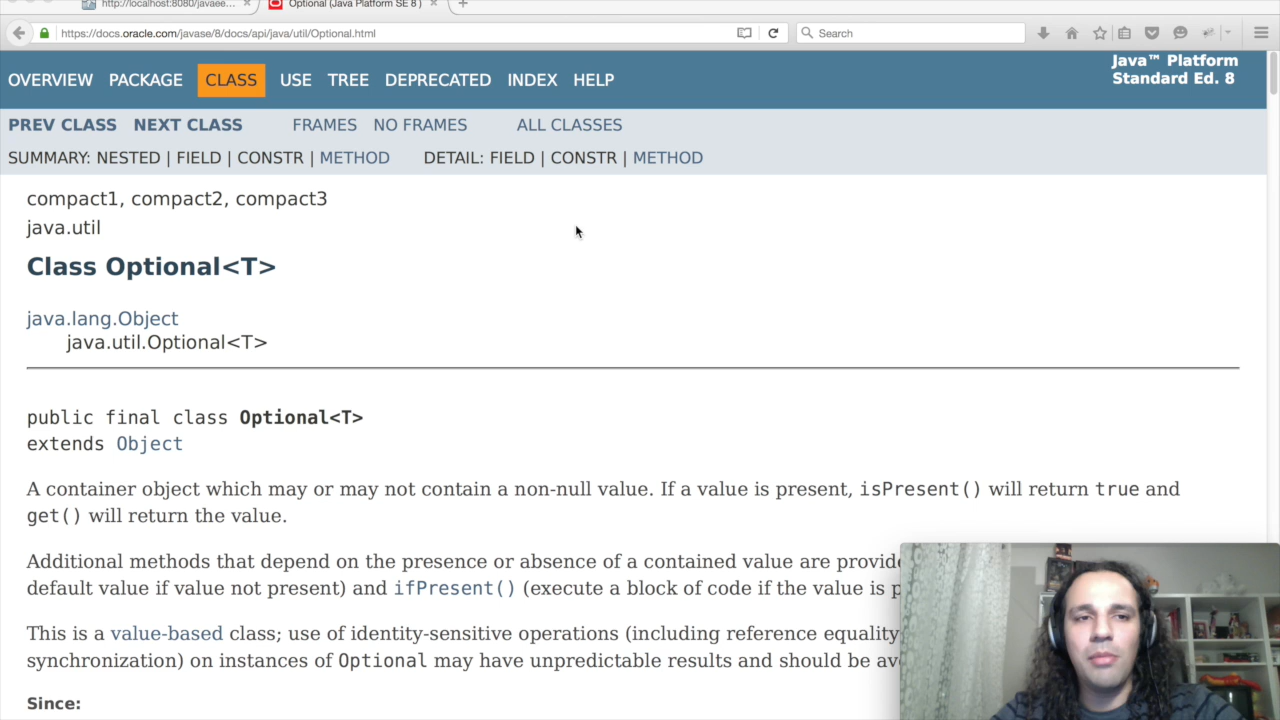 http://localhost:8080/javaee...
Optional (Java Platform SE 8 )
https://docs.oracle.com/javase/8/docs/api/java/util/Optional.html
Search
OVERVIEW PACKAGE CLASS USE TREE DEPRECATED INDEX HELP
Java™ Platform
Standard Ed. 8
PREV CLASS NEXT CLASS FRAMES NO FRAMES ALL CLASSES
SUMMARY: NESTED | FIELD | CONSTR | METHOD DETAIL: FIELD | CONSTR | METHOD
compact1, compact2, compact3
java.util
Class Optional<T>
java.lang.Object
java.util.Optional<T>
public final class Optional<T>
extends Object
A container object which may or may not contain a non-null value. If a value is present, isPresent() will return true and
get() will return the value.
Additional methods that depend on the presence or absence of a contained value are provide
default value if value not present) and ifPresent() (execute a block of code if the value is p
This is a value-based class; use of identity-sensitive operations (including reference equality
synchronization) on instances of Optional may have unpredictable results and should be avo
Since: